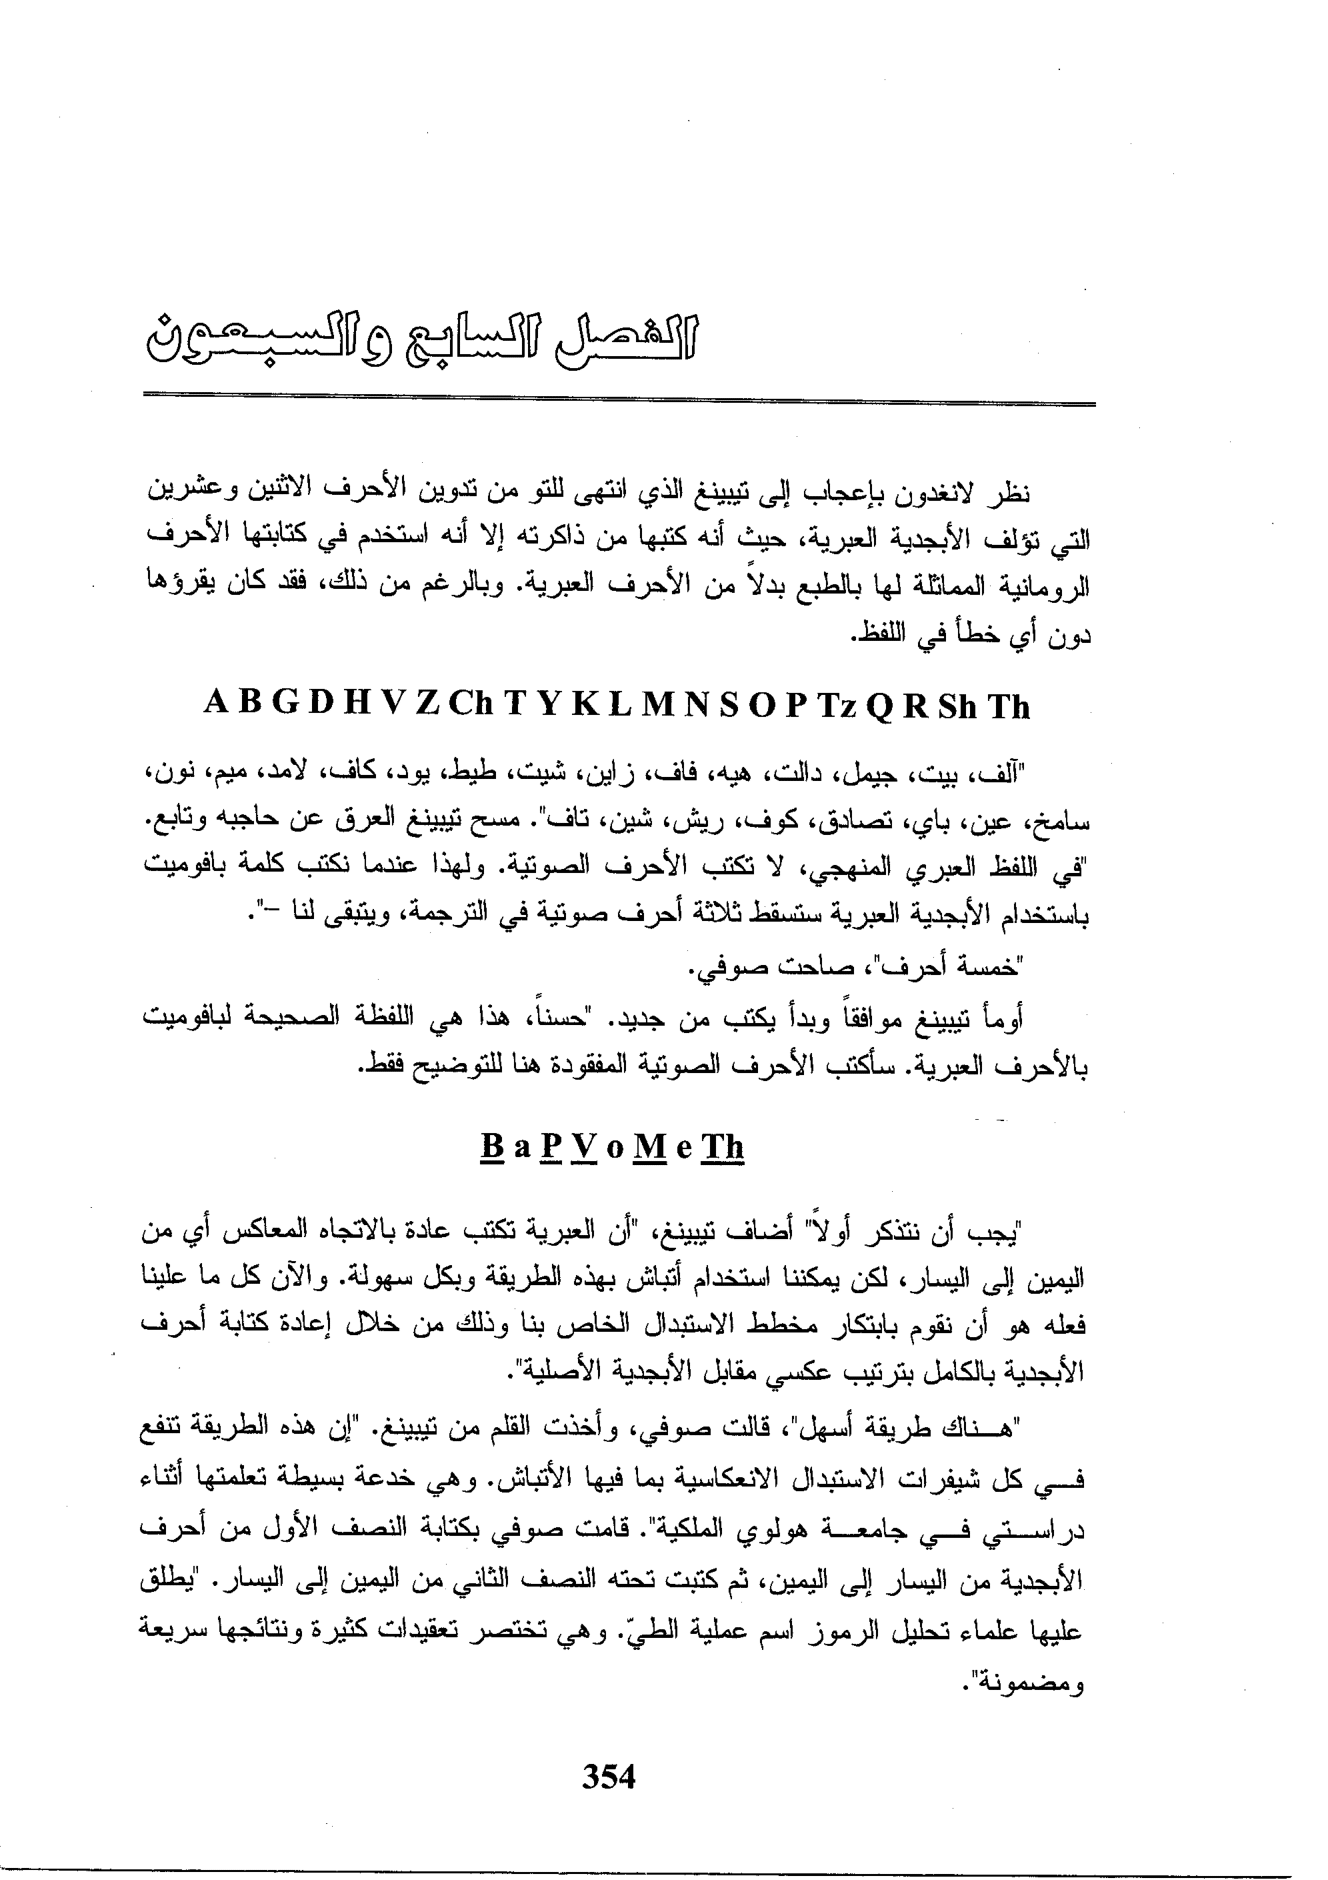 الفصل السابع والسبعون
نظر لانغدون بإعجاب إلى تيبينغ الذي انتهى للتو من تدوين الأحرف الاثنين وعشرين
التي تؤلف الأبجدية العبرية، حيث أنه كتبها من ذاكرته إلا أنه استخدم في كتابتها الأحرف
الرومانية المماثلة لها بالطبع بدلاً من الأحرف العبرية. وبالرغم من ذلك، فقد كان يقرؤها
دون أي خطأ في اللفظ.
A B G D H V Z Ch T Y K L M N S O P Tz Q R Sh Th
"آلف، بيت، جيمل، دالت، هيه، فاف، زاين، شيت، طيط، يود، كاف، لامد، ميم، نون،
سامخ، عين، باي، تصادق، كوف، ريش، شين، تاف". مسح تيبينغ العرق عن حاجبه وتابع.
"في اللفظ العبري المنهجي، لا تكتب الأحرف الصوتية. ولهذا عندما نكتب كلمة بافوميت
باستخدام الأبجدية العبرية ستسقط ثلاثة أحرف صوتية في الترجمة، ويتبقى لنا –".
"خمسة أحرف"، صاحت صوفي.
أومأ تيبينغ موافقاً وبدأ يكتب من جديد. "حسناً، هذا هي اللفظة الصحيحة لبافوميت
بالأحرف العبرية. سأكتب الأحرف الصوتية المفقودة هنا للتوضيح فقط.
B a P V o M e Th
"يجب أن نتذكر أولاً" أضاف تيبينغ، "أن العبرية تكتب عادة بالاتجاه المعاكس أي من
اليمين إلى اليسار، لكن يمكننا استخدام أتباش بهذه الطريقة وبكل سهولة. والآن كل ما علينا
فعله هو أن نقوم بابتكار مخطط الاستبدال الخاص بنا وذلك من خلال إعادة كتابة أحرف
الأبجدية بالكامل بترتيب عكسي مقابل الأبجدية الأصلية".
"هـناك طريقة أسهل"، قالت صوفي، وأخذت القلم من تيبينغ. "إن هذه الطريقة تنفع
فـي كل شيفرات الاستبدال الانعكاسية بما فيها الأتباش. وهي خدعة بسيطة تعلمتها أثناء
دراسـتي فـي جامعـة هولوي الملكية". قامت صوفي بكتابة النصف الأول من أحرف
الأبجدية من اليسار إلى اليمين، ثم كتبت تحته النصف الثاني من اليمين إلى اليسار. "يطلق
عليها علماء تحليل الرموز اسم عملية الطيّ. وهي تختصر تعقيدات كثيرة ونتائجها سريعة
ومضمونة".
354